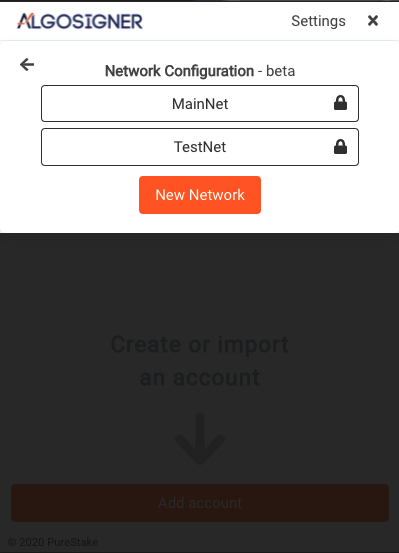 ALGOSIGNER
Settings
Network Configuration - beta
MainNet
TestNet
New Network
Create or import
an account
Add account
© 2020 PureStake